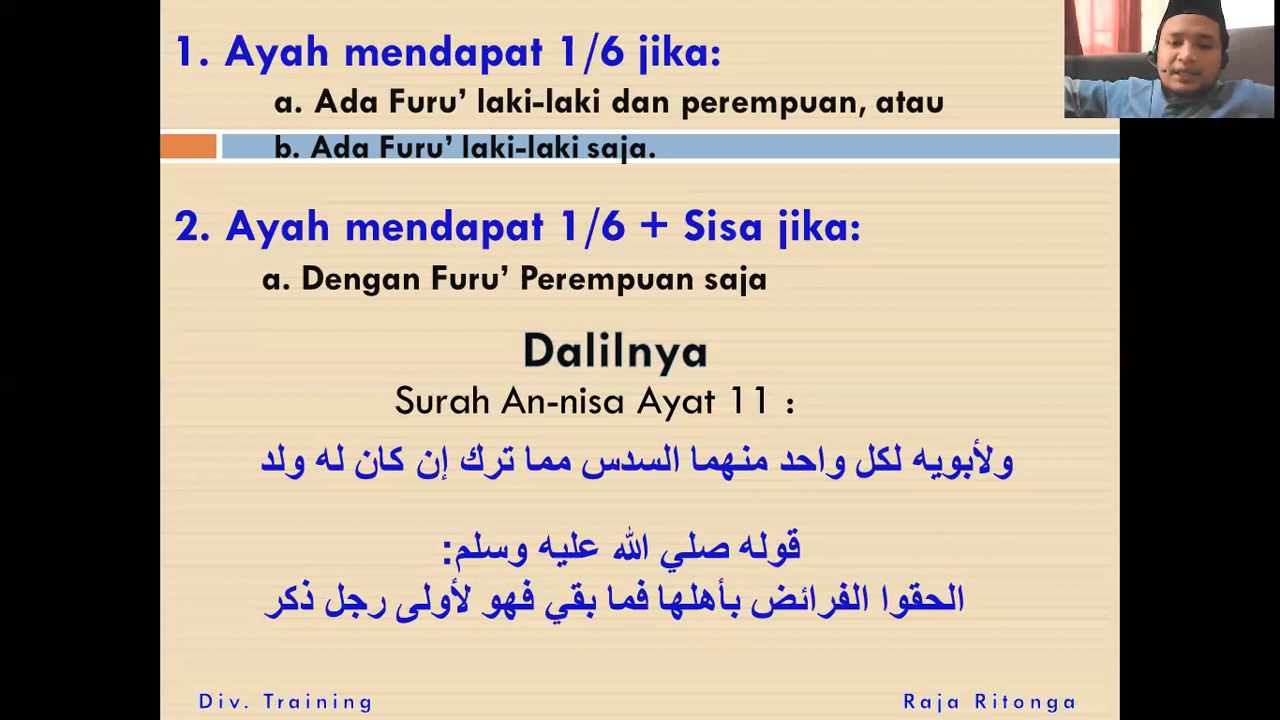 1. Ayah mendapat 1/6 jika:
a. Ada Furu’ laki-laki dan perempuan, atau
b. Ada Furu’ laki-laki saja.
2. Ayah mendapat 1/6 + Sisa jika:
a. Dengan Furu’ Perempuan saja
Dalilnya
Surah An-nisa Ayat 11 :
ولأبويه لكل واحد منهما السدس مما ترك إن كان له ولد
قوله صلي الله عليه وسلم:
الحقوا الفرائض بأهلها فما بقي فهو لأولى رجل ذكر
Div. Training
Raja Ritonga